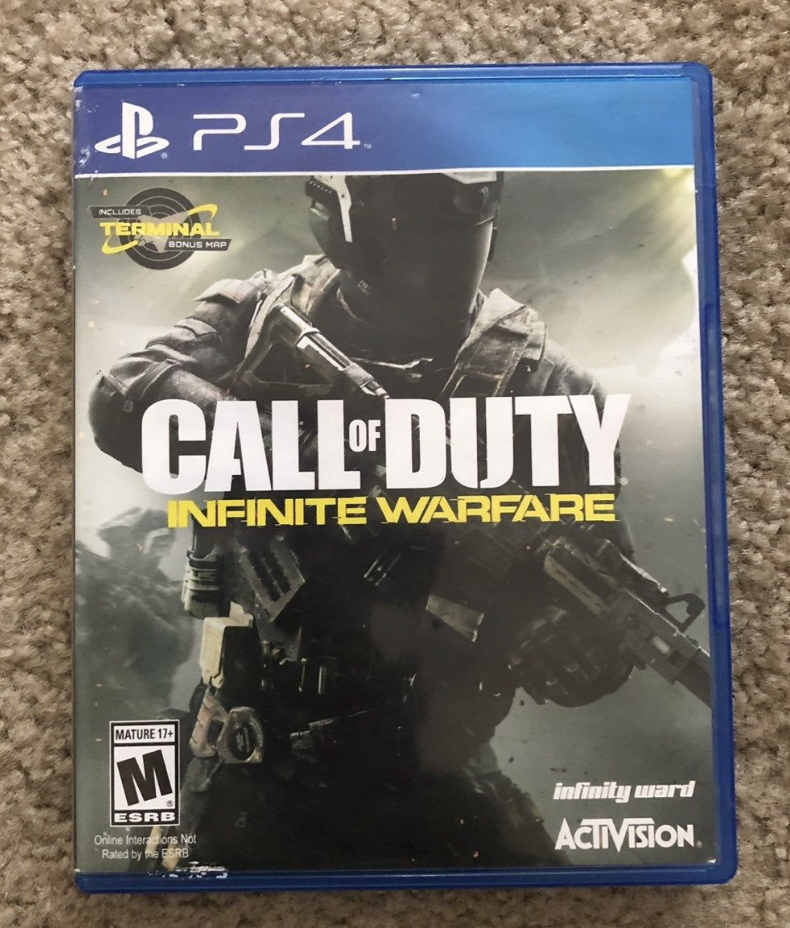 PS4™
INCLUDES
TERMINAL
BONUS MAP
CALL OF DUTY®
INFINITE WARFARE
MATURE 17+
M®
ESRB
Online Interactions Not
Rated by the ESRB
infinity ward
ACTIVISION®